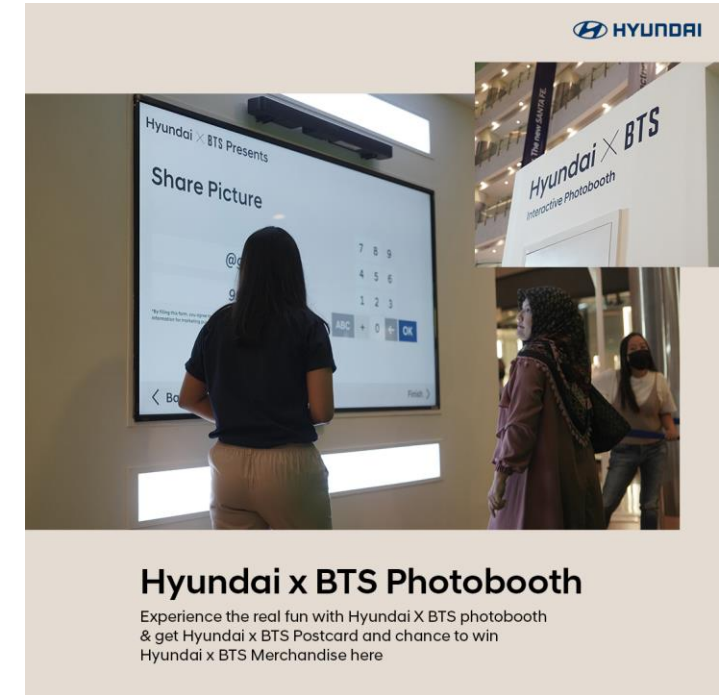 HYUNDAI
The new SANTA FE.
Hyundai × BTS
Interactive Photobooth
Hyundai × BTS Presents
Share Picture
7 8 9
4 5 6
1 2 3
ABC + 0 ← OK
Finish >
Hyundai x BTS Photobooth
Experience the real fun with Hyundai X BTS photobooth
& get Hyundai x BTS Postcard and chance to win
Hyundai x BTS Merchandise here